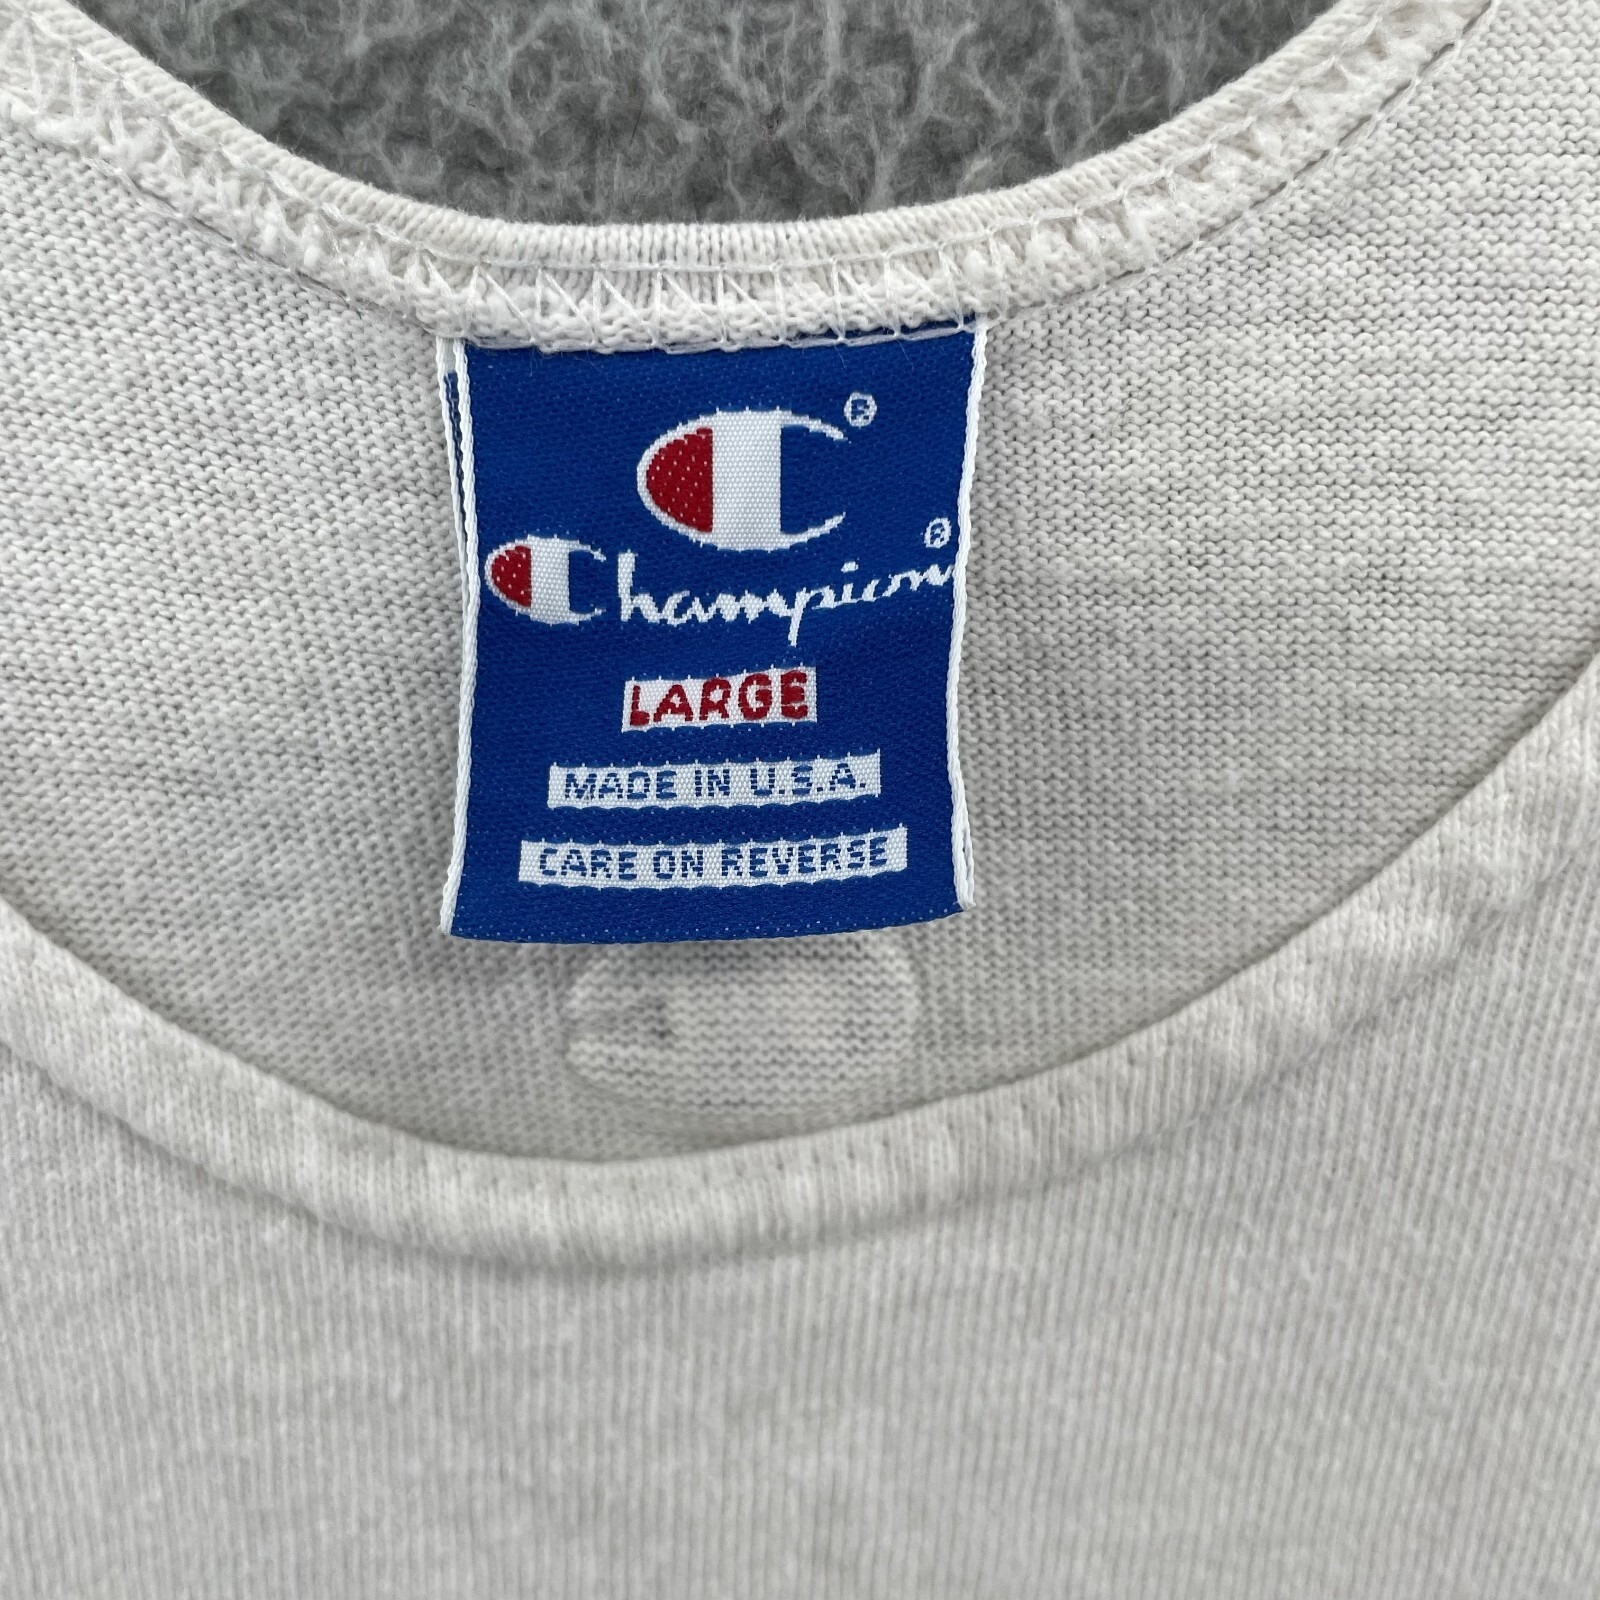 C®
Champion®
LARGE
MADE IN U.S.A.
CARE ON REVERSE